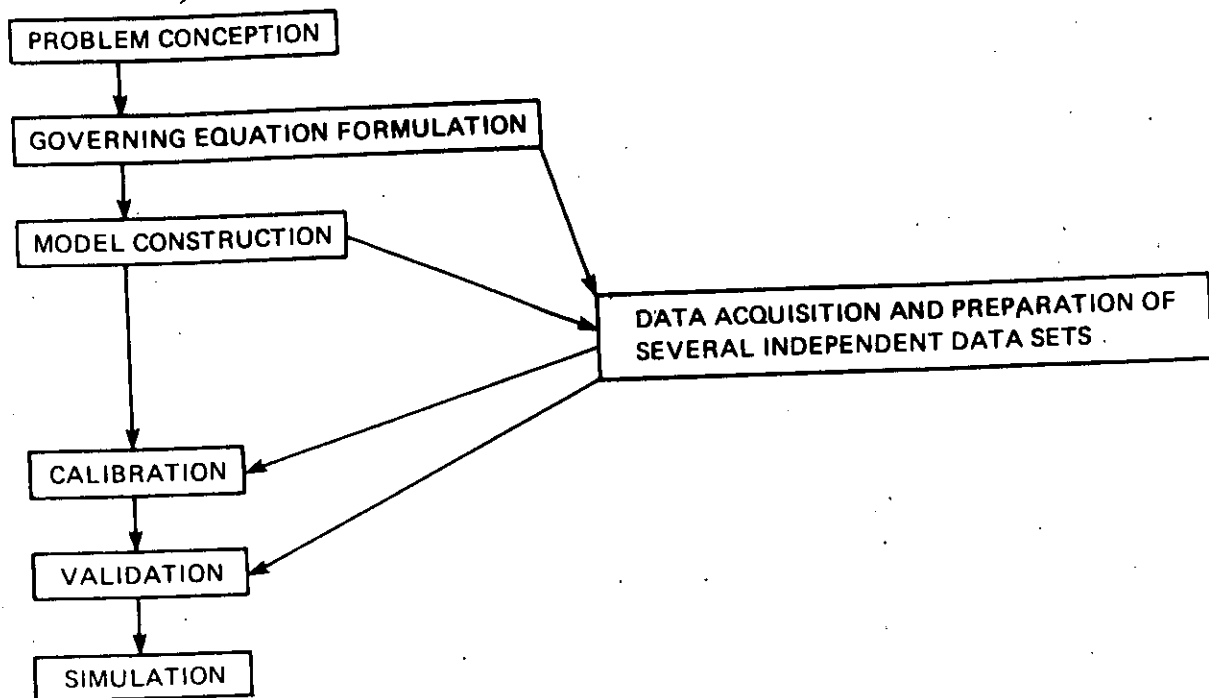 PROBLEM CONCEPTION
GOVERNING EQUATION FORMULATION
MODEL CONSTRUCTION
DATA ACQUISITION AND PREPARATION OF
SEVERAL INDEPENDENT DATA SETS
CALIBRATION
VALIDATION
SIMULATION